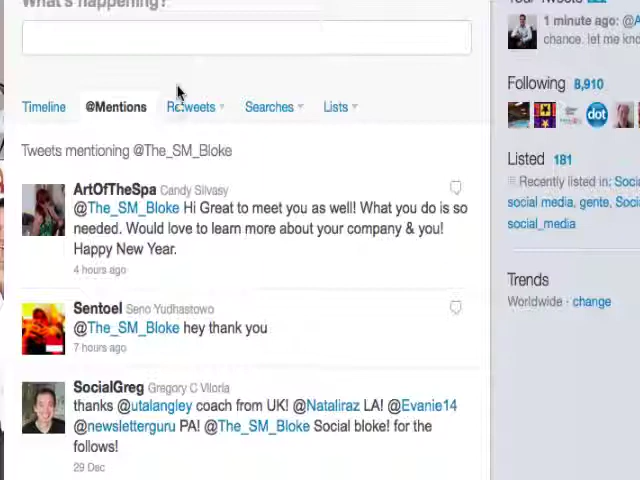 What's happening?
Timeline @Mentions Retweets Searches Lists
Tweets mentioning @The_SM_Bloke
ArtOfTheSpa Candy Silvasy
@The_SM_Bloke Hi Great to meet you as well! What you do is so
needed. Would love to learn more about your company & you!
Happy New Year.
4 hours ago
Sentoel Seno Yudhastowo
@The_SM_Bloke hey thank you
7 hours ago
SocialGreg Gregory C Viloria
thanks @utalangley coach from UK! @Nataliraz LA! @Evanie14
@newsletterguru PA! @The_SM_Bloke Social bloke! for the
follows!
29 Dec
Your Tweets
1 minute ago: @A
chance. let me kno
Following 8,910
dot
Listed 181
Recently listed in: Soci
social media, gente, Soci
social_media
Trends
Worldwide · change